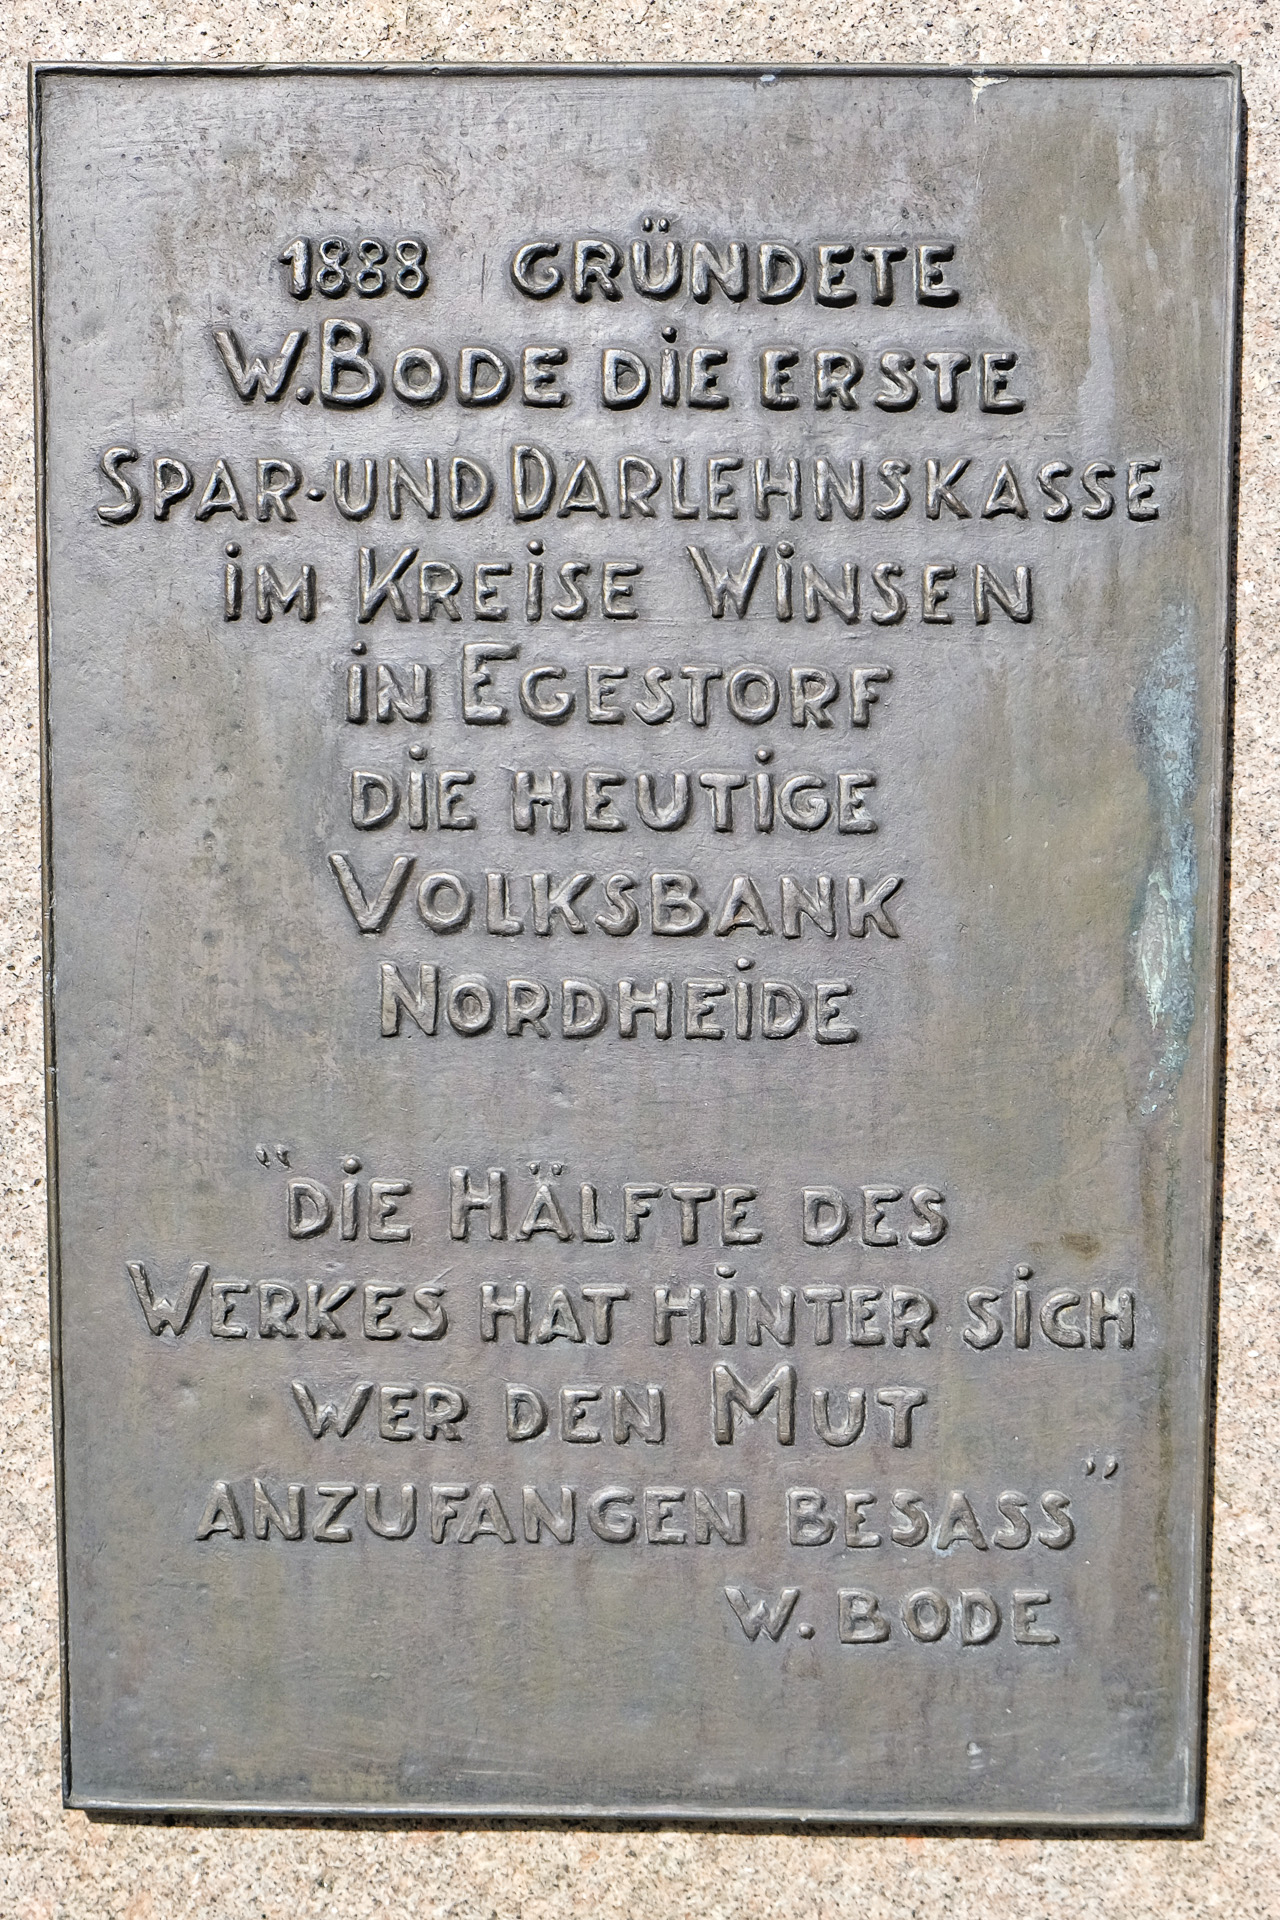 1888 GRÜNDETE
W. BODE DIE ERSTE
SPAR-UND DARLEHNSKASSE
IM KREISE WINSEN
IN EGESTORF
DIE HEUTIGE
VOLKSBANK
NORDHEIDE
"DIE HÄLFTE DES
WERKES HAT HINTER SICH
WER DEN MUT
ANZUFANGEN BESASS"
W. BODE